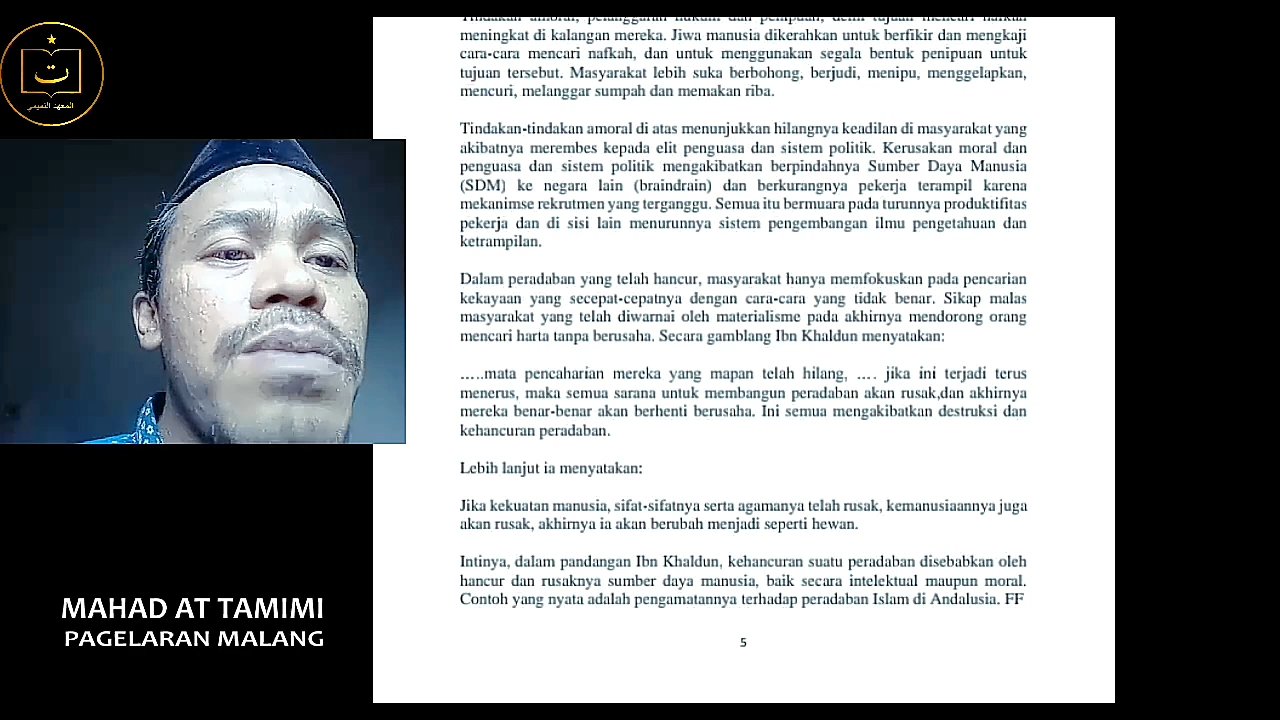 ت
المعهد التميمي
MAHAD AT TAMIMI
PAGELARAN MALANG
Tindakan amoral, pelanggaran hukum dan penipuan, demi tujuan mencari nafkah
meningkat di kalangan mereka. Jiwa manusia dikerahkan untuk berfikir dan mengkaji
cara-cara mencari nafkah, dan untuk menggunakan segala bentuk penipuan untuk
tujuan tersebut. Masyarakat lebih suka berbohong, berjudi, menipu, menggelapkan,
mencuri, melanggar sumpah dan memakan riba.
Tindakan-tindakan amoral di atas menunjukkan hilangnya keadilan di masyarakat yang
akibatnya merembes kepada elit penguasa dan sistem politik. Kerusakan moral dan
penguasa dan sistem politik mengakibatkan berpindahnya Sumber Daya Manusia
(SDM) ke negara lain (braindrain) dan berkurangnya pekerja terampil karena
mekanimse rekrutmen yang terganggu. Semua itu bermuara pada turunnya produktifitas
pekerja dan di sisi lain menurunnya sistem pengembangan ilmu pengetahuan dan
ketrampilan.
Dalam peradaban yang telah hancur, masyarakat hanya memfokuskan pada pencarian
kekayaan yang secepat-cepatnya dengan cara-cara yang tidak benar. Sikap malas
masyarakat yang telah diwarnai oleh materialisme pada akhirnya mendorong orang
mencari harta tanpa berusaha. Secara gamblang Ibn Khaldun menyatakan:
…..mata pencaharian mereka yang mapan telah hilang, …. jika ini terjadi terus
menerus, maka semua sarana untuk membangun peradaban akan rusak,dan akhirnya
mereka benar-benar akan berhenti berusaha. Ini semua mengakibatkan destruksi dan
kehancuran peradaban.
Lebih lanjut ia menyatakan:
Jika kekuatan manusia, sifat-sifatnya serta agamanya telah rusak, kemanusiaannya juga
akan rusak, akhirnya ia akan berubah menjadi seperti hewan.
Intinya, dalam pandangan Ibn Khaldun, kehancuran suatu peradaban disebabkan oleh
hancur dan rusaknya sumber daya manusia, baik secara intelektual maupun moral.
Contoh yang nyata adalah pengamatannya terhadap peradaban Islam di Andalusia. FF
5